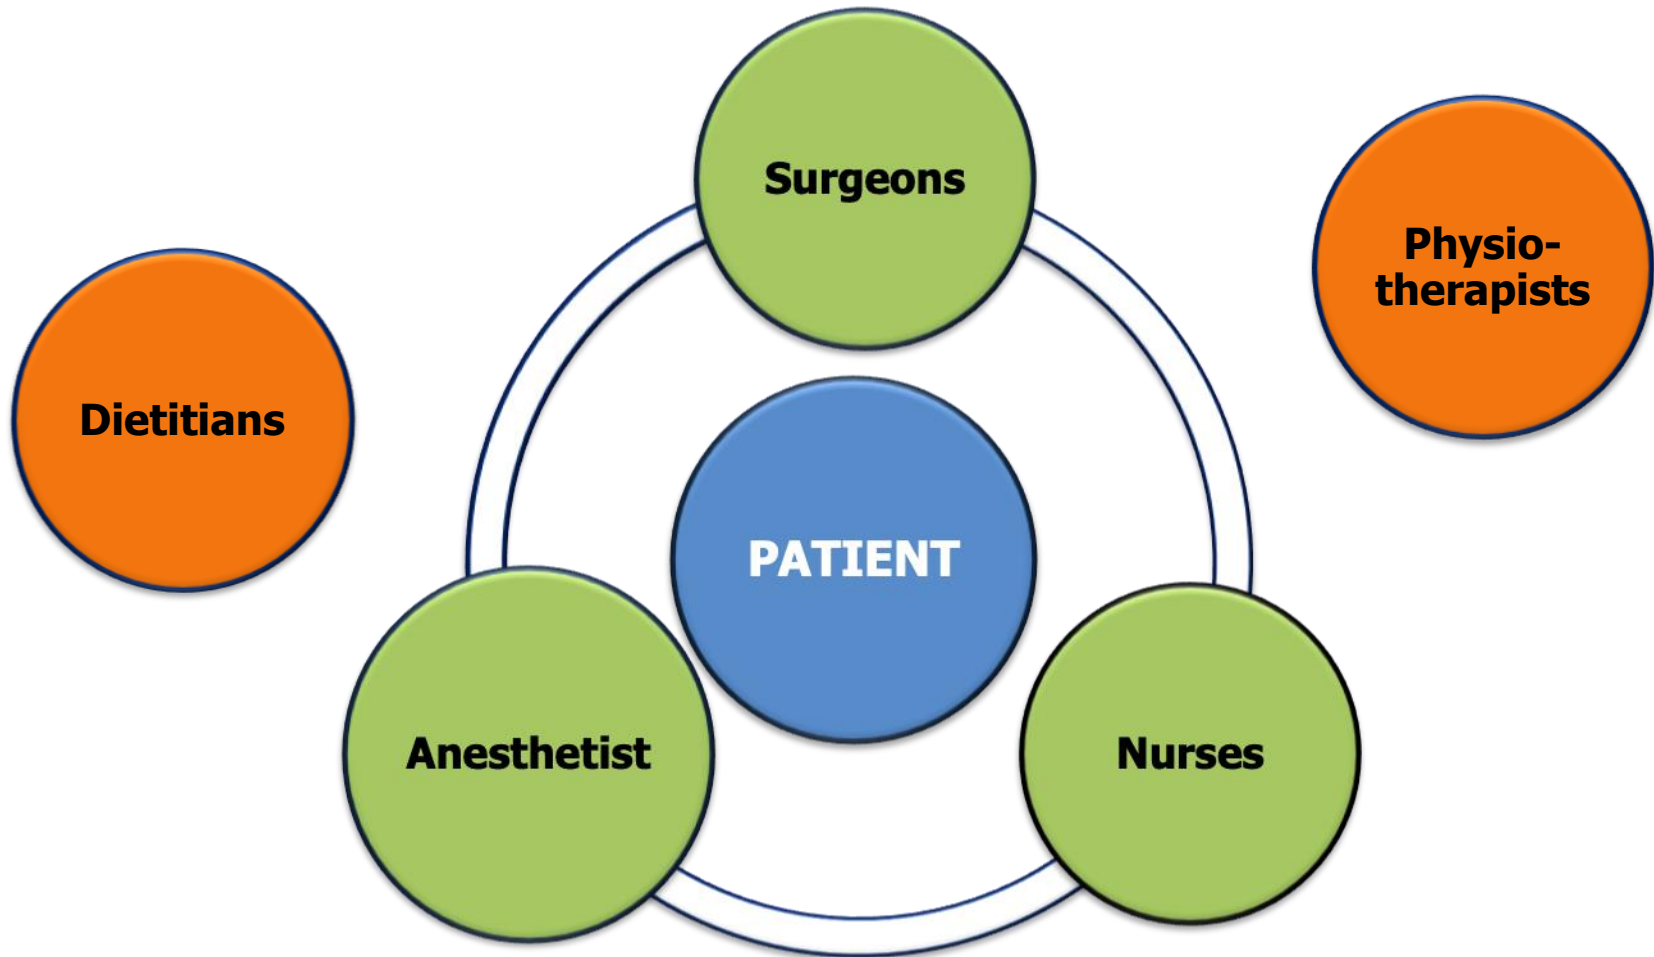 Surgeons
Physio-
therapists
Dietitians
PATIENT
Anesthetist
Nurses